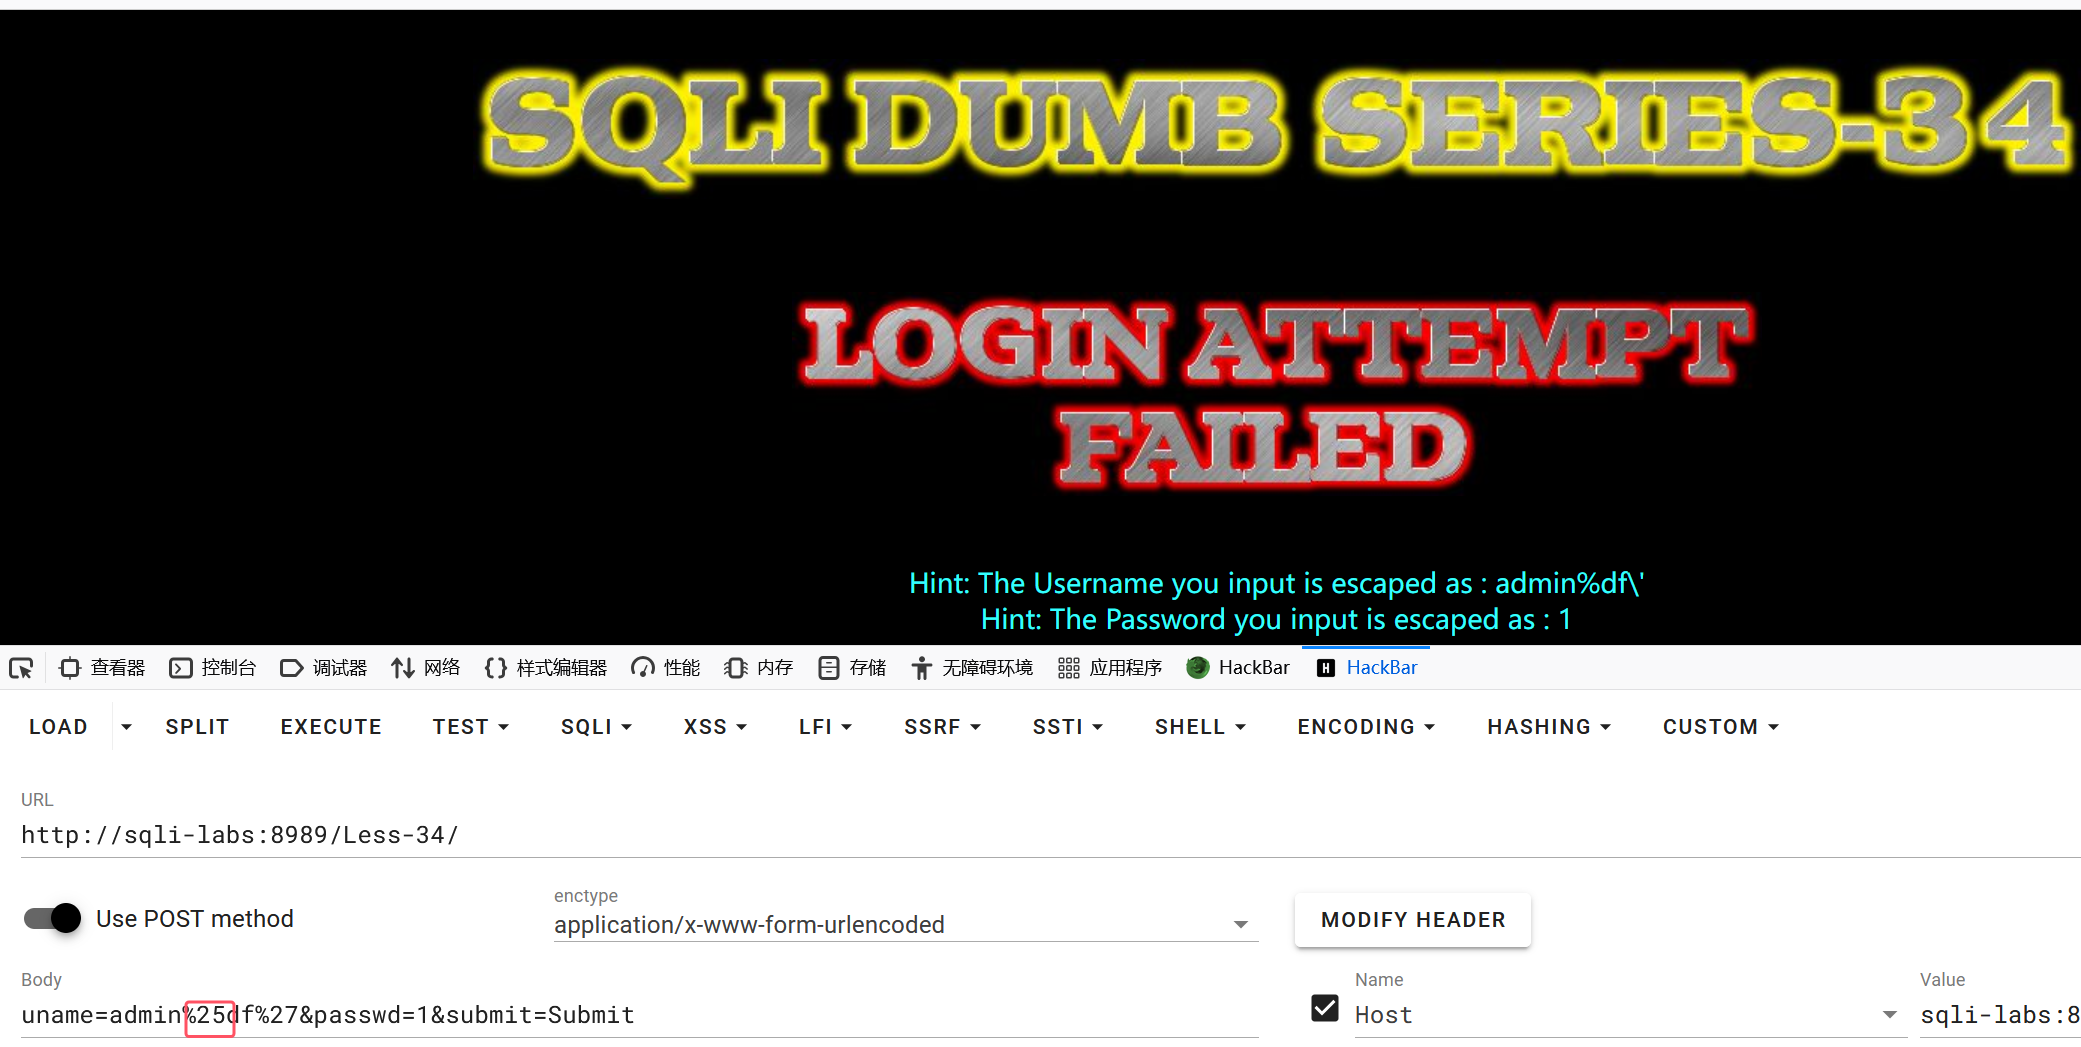 SQLI DUMB SERIES-34
LOGIN ATTEMPT
FAILED
Hint: The Username you input is escaped as : admin%df\'
Hint: The Password you input is escaped as : 1
查看器 控制台 调试器 网络 样式编辑器 性能 内存 存储 无障碍环境 应用程序 HackBar HackBar
LOAD SPLIT EXECUTE TEST SQLI XSS LFI SSRF SSTI SHELL ENCODING HASHING CUSTOM
URL
http://sqli-labs:8989/Less-34/
Use POST method
enctype
application/x-www-form-urlencoded
MODIFY HEADER
Body
uname=admin%25df%27&passwd=1&submit=Submit
Name
Host
Value
sqli-labs:8